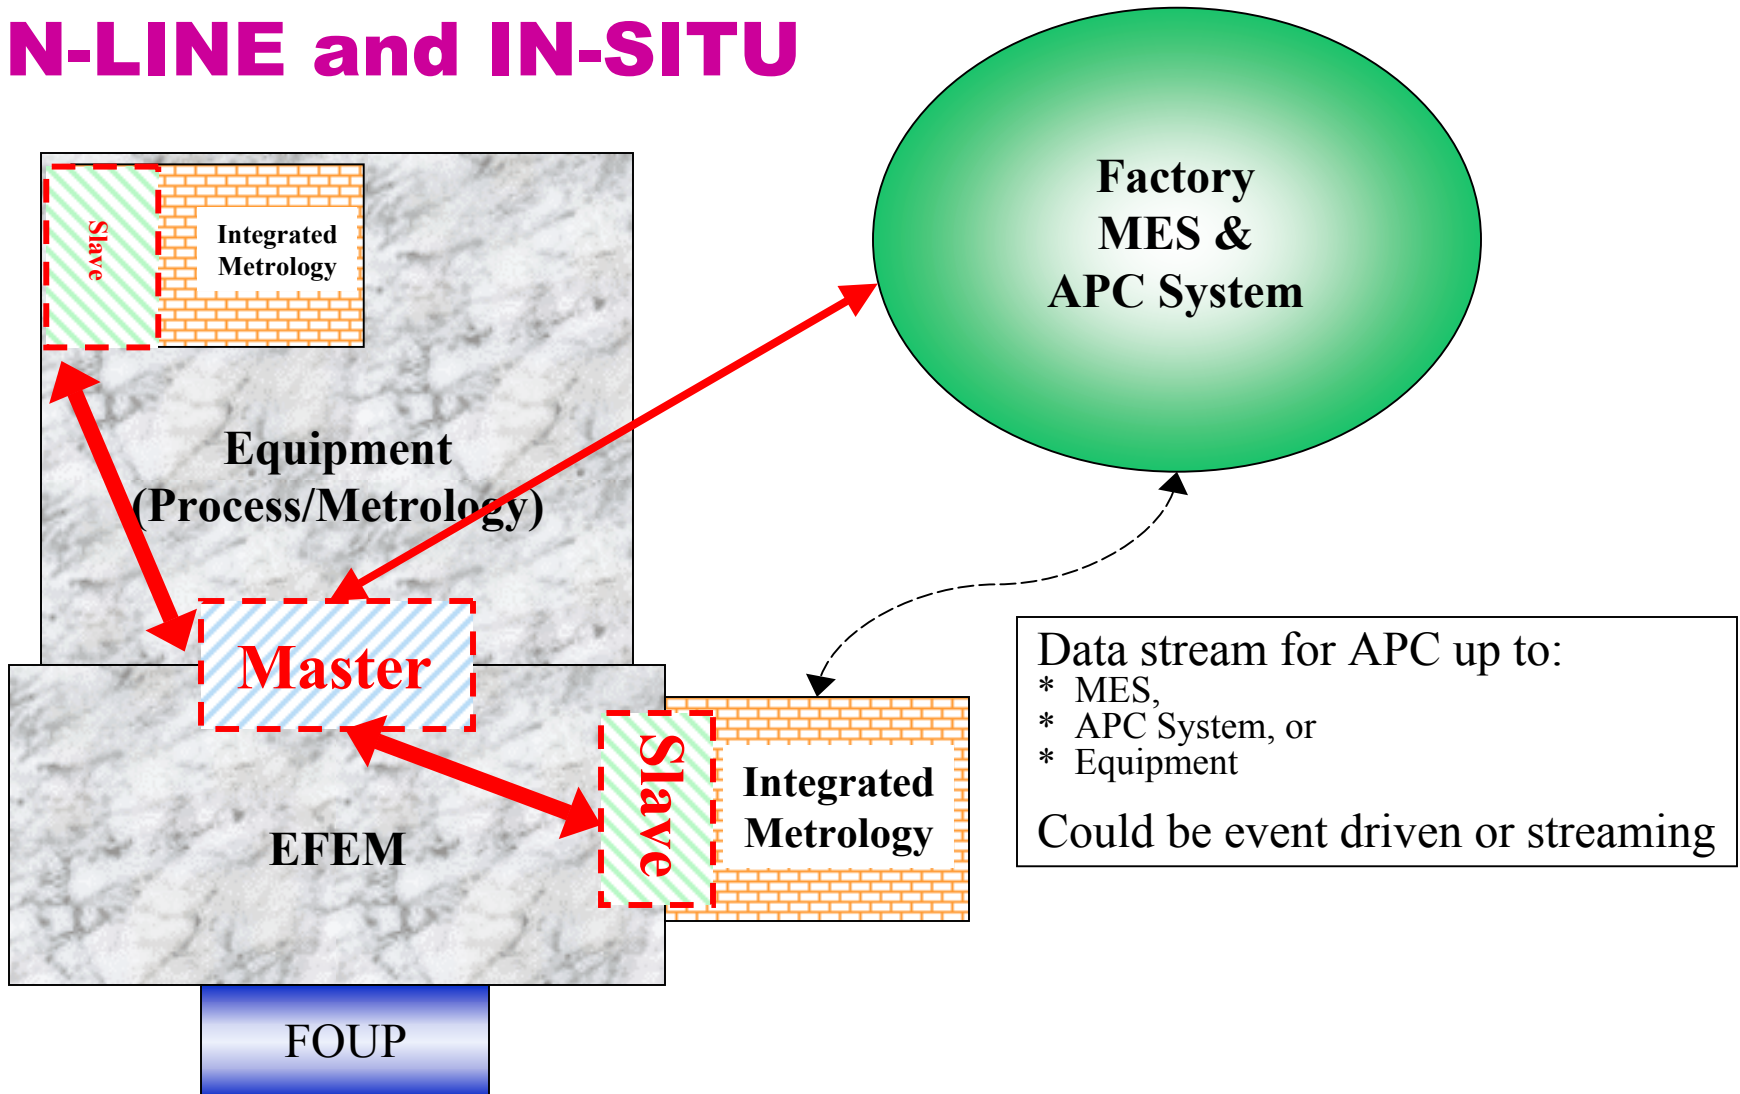 N-LINE and IN-SITU
Factory
MES &
APC System
Slave
Integrated
Metrology
Equipment
(Process/Metrology)
Master
Data stream for APC up to:
* MES,
* APC System, or
* Equipment
Could be event driven or streaming
Slave
Integrated
Metrology
EFEM
FOUP